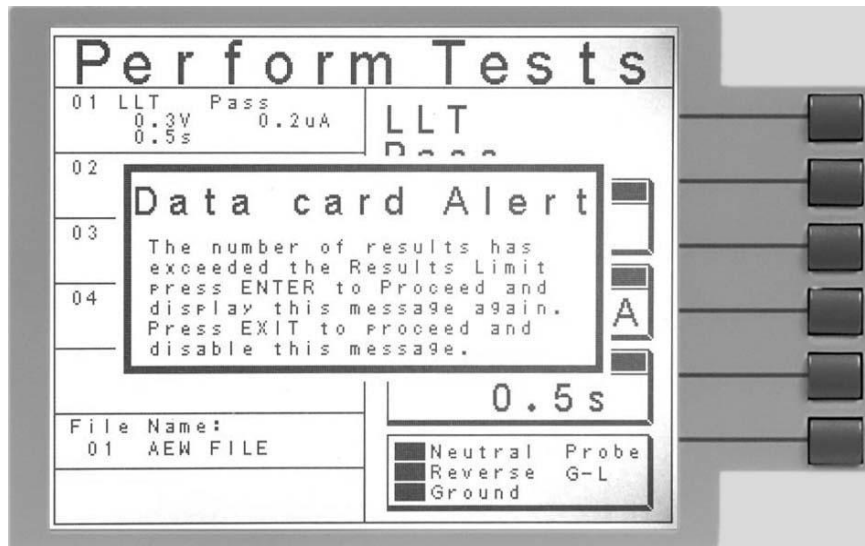 Perform Tests
01 LLT Pass
0.3V 0.2uA
0.5s
LLT
02
Data card Alert
The number of results has
exceeded the Results Limit
press ENTER to Proceed and
display this message again.
Press EXIT to proceed and
disable this message.
03
04
A
0.5s
File Name:
01 AEW FILE
Neutral Probe
Reverse G-L
Ground